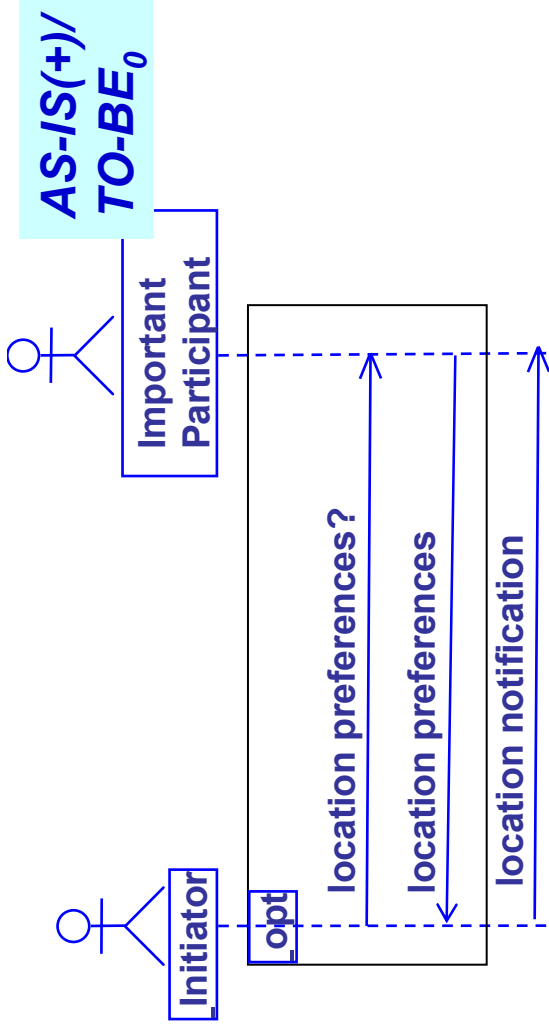 AS-IS(+)/
TO-BE0
Initiator
Important
Participant
opt
location preferences?
location preferences
location notification